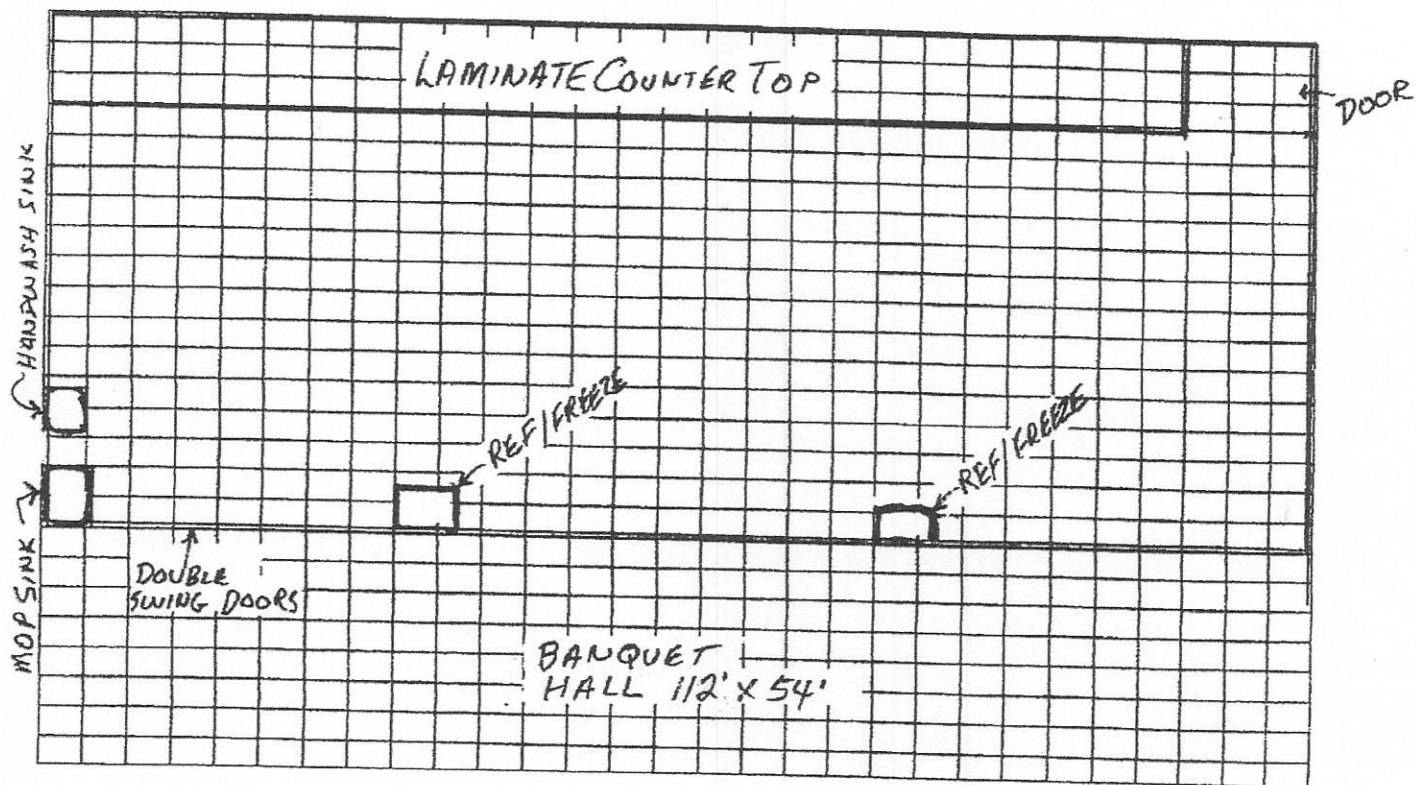 LAMINATE COUNTER TOP
DOOR
HANDWASH SINK
REF/FREEZE
REF/FREEZE
MOP SINK
DOUBLE
SWING DOORS
BANQUET
HALL 112' X 54'